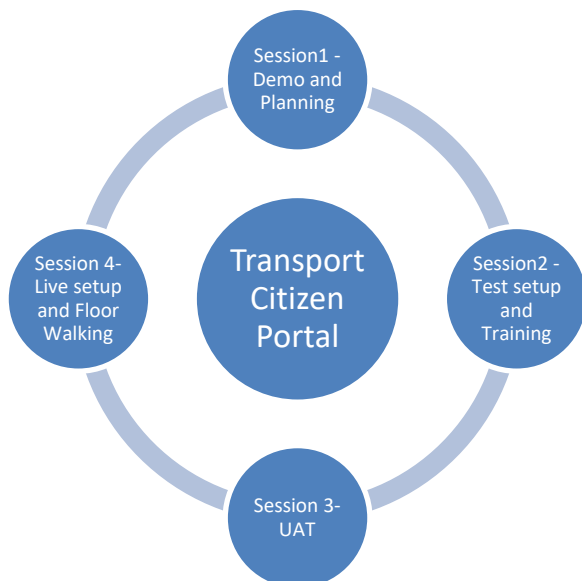 Session1 -
Demo and
Planning
Session 4-
Live setup
and Floor
Walking
Transport
Citizen
Portal
Session2 -
Test setup
and
Training
Session 3-
UAT